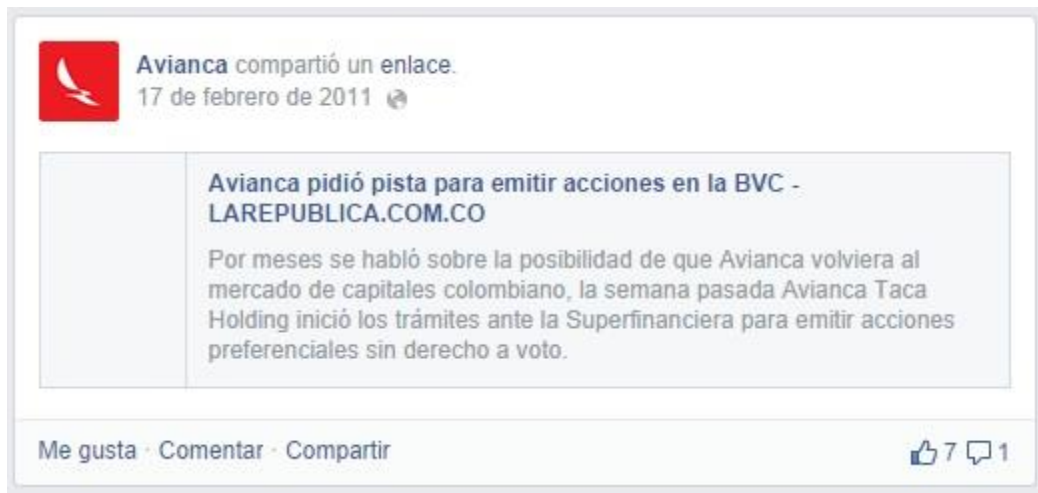 Avianca compartió un enlace.
17 de febrero de 2011
Avianca pidió pista para emitir acciones en la BVC -
LAREPUBLICA.COM.CO
Por meses se habló sobre la posibilidad de que Avianca volviera al
mercado de capitales colombiano, la semana pasada Avianca Taca
Holding inició los trámites ante la Superfinanciera para emitir acciones
preferenciales sin derecho a voto.
Me gusta · Comentar · Compartir 7 1